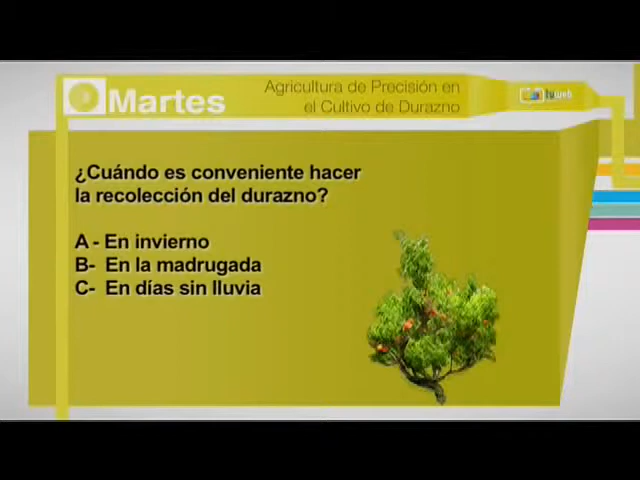 Martes
Agricultura de Precisión en
el Cultivo de Durazno
tvweb
¿Cuándo es conveniente hacer
la recolección del durazno?
A - En invierno
B- En la madrugada
C- En días sin lluvia